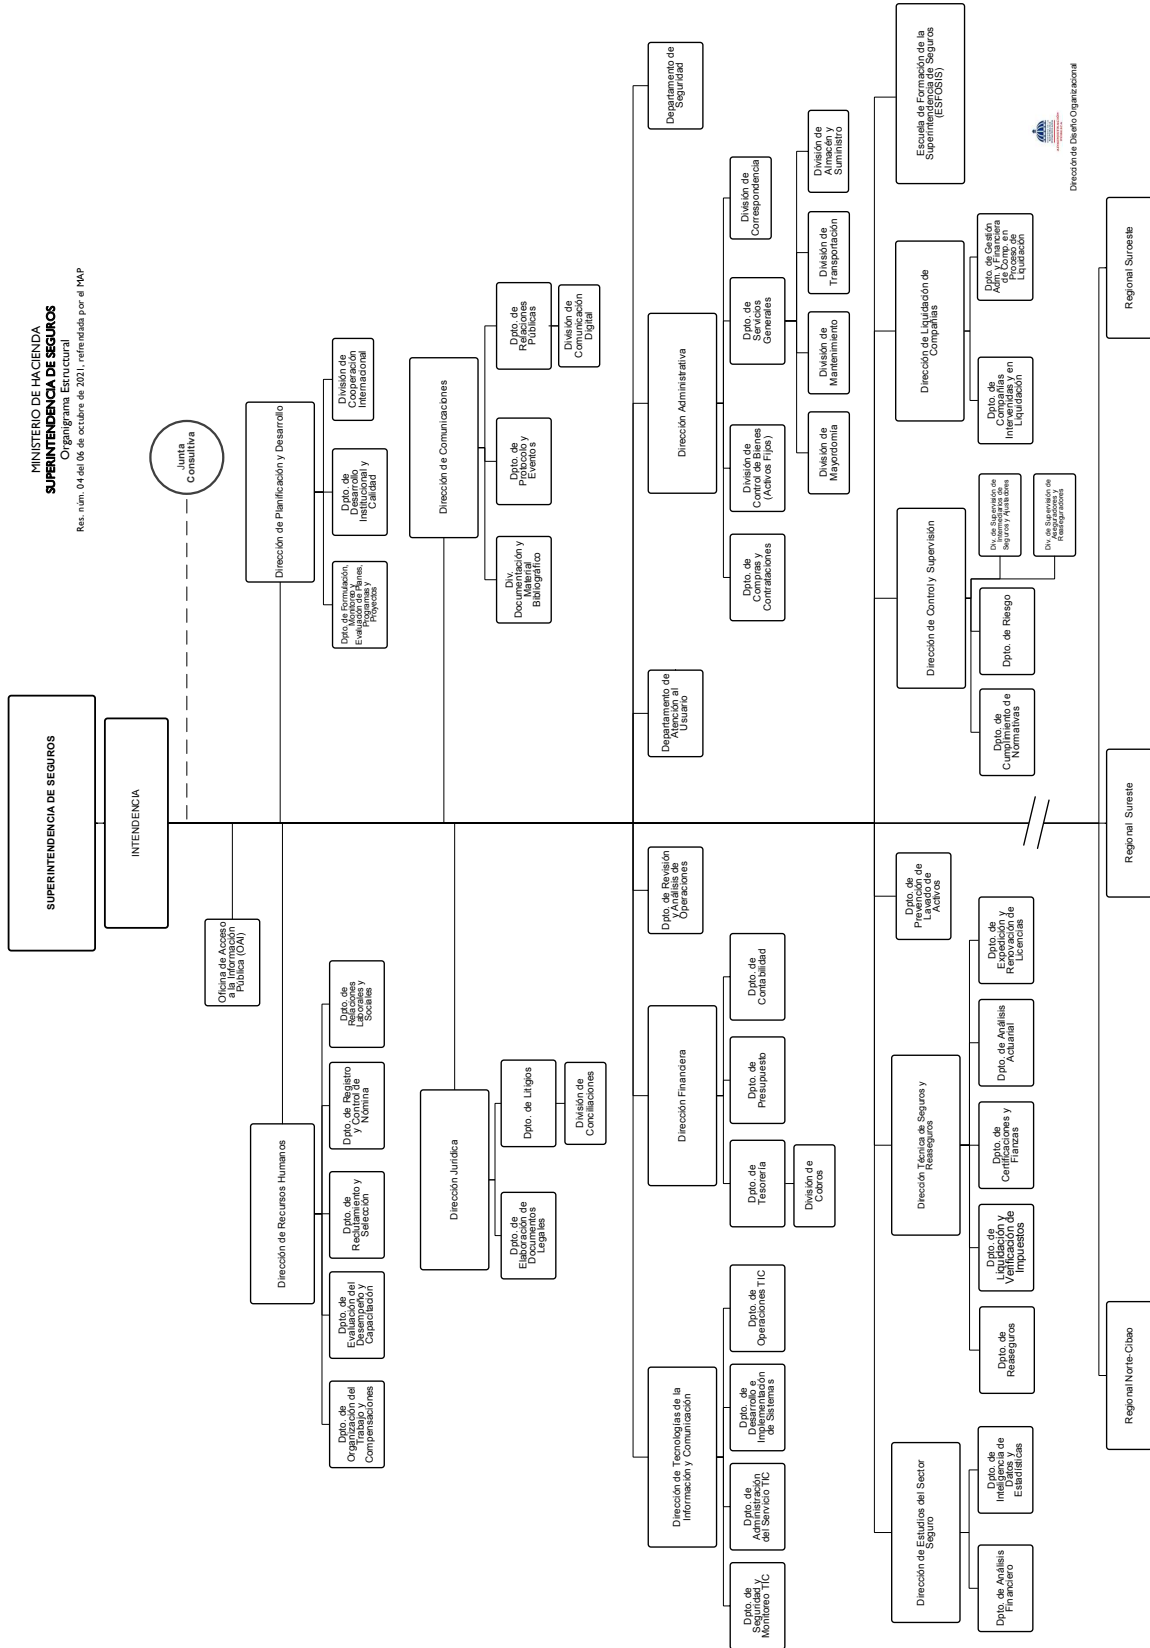 MINISTERIO DE HACIENDA
SUPERINTENDENCIA DE SEGUROS
Organigrama Estructural
Res. núm. 04 del 06 de octubre de 2021, refrendada por el MAP
SUPERINTENDENCIA DE SEGUROS
INTENDENCIA
Junta
Consultiva
Oficina de Acceso
a la Información
Pública (OAI)
Dirección de Recursos Humanos
Dpto. de
Organización del
Trabajo y
Compensaciones
Dpto. de
Evaluación del
Desempeño y
Capacitación
Dpto. de
Reclutamiento y
Selección
Dpto. de Registro
y Control de
Nómina
Dpto. de
Relaciones
Laborales y
Sociales
Dirección de Planificación y Desarrollo
Dpto. de Formulación,
Monitoreo y
Evaluación de Planes,
Programas y
Proyectos
Dpto. de
Desarrollo
Institucional y
Calidad
División de
Cooperación
Internacional
Dirección Jurídica
Dpto. de
Elaboración de
Documentos
Legales
Dpto. de Litigios
División de
Conciliaciones
Dirección de Comunicaciones
Div.
Documentación y
Material
Bibliográfico
Dpto. de
Protocolo y
Eventos
Dpto. de
Relaciones
Públicas
División de
Comunicación
Digital
Dirección de Tecnologías de la
Información y Comunicación
Dpto. de
Seguridad y
Monitoreo TIC
Dpto. de
Administración
del Servicio TIC
Dpto. de
Desarrollo e
Implementación
de Sistemas
Dpto. de
Operaciones TIC
Dirección Financiera
Dpto. de
Tesorería
División de
Cobros
Dpto. de
Presupuesto
Dpto. de
Contabilidad
Dpto. de Revisión
y Análisis de
Operaciones
Departamento de
Atención al
Usuario
Dirección Administrativa
Dpto. de
Compras y
Contrataciones
División de
Control de Bienes
(Activos Fijos)
Dpto. de
Servicios
Generales
División de
Correspondencia
División de
Mayordomía
División de
Mantenimiento
División de
Transportación
División de
Almacén y
Suministro
Departamento de
Seguridad
Dirección de Estudios del Sector
Seguro
Dpto. de Análisis
Financiero
Dpto. de
Inteligencia de
Datos y
Estadísticas
Dirección Técnica de Seguros y
Reaseguros
Dpto. de
Reaseguros
Dpto. de
Liquidación y
Verificación de
Impuestos
Dpto. de
Certificaciones y
Fianzas
Dpto. de Análisis
Actuarial
Dpto. de
Expedición y
Renovación de
Licencias
Dpto. de
Prevención de
Lavado de
Activos
Dirección de Control y Supervisión
Dpto. de
Cumplimiento de
Normativas
Dpto. de Riesgo
Div. de Supervisión de
Intermediarios de
Seguros y Ajustadores
Div. de Supervisión de
Aseguradores y
Reaseguradores
Dirección de Liquidación de
Compañías
Dpto. de
Compañías
Intervenidas y en
Liquidación
Dpto. de Gestión
Adm. y Financiera
de Comp. en
Proceso de
Liquidación
Escuela de Formación de la
Superintendencia de Seguros
(ESFOSIS)
Regional Norte-Cibao
Regional Sureste
Regional Suroeste
Dirección de Diseño Organizacional